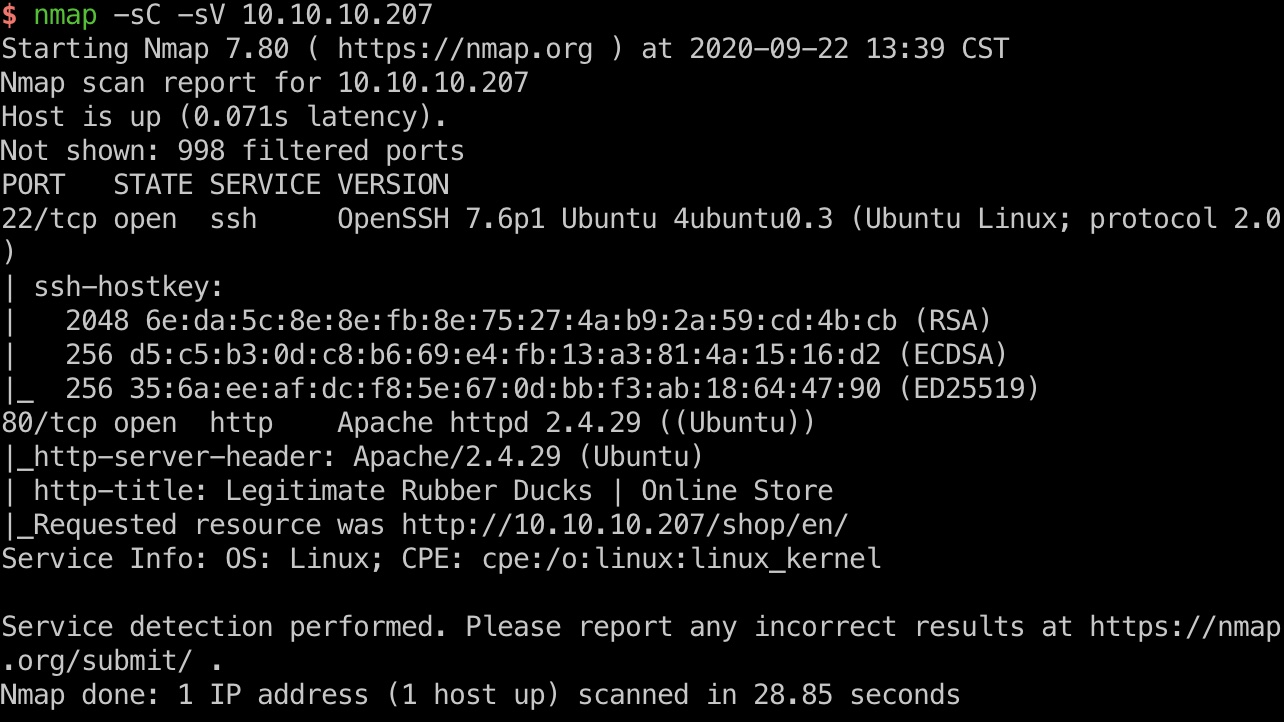 $ nmap -sC -sV 10.10.10.207
Starting Nmap 7.80 ( https://nmap.org ) at 2020-09-22 13:39 CST
Nmap scan report for 10.10.10.207
Host is up (0.071s latency).
Not shown: 998 filtered ports
PORT   STATE SERVICE VERSION
22/tcp open  ssh     OpenSSH 7.6p1 Ubuntu 4ubuntu0.3 (Ubuntu Linux; protocol 2.0
)
| ssh-hostkey:
|   2048 6e:da:5c:8e:8e:fb:8e:75:27:4a:b9:2a:59:cd:4b:cb (RSA)
|   256 d5:c5:b3:0d:c8:b6:69:e4:fb:13:a3:81:4a:15:16:d2 (ECDSA)
|_  256 35:6a:ee:af:dc:f8:5e:67:0d:bb:f3:ab:18:64:47:90 (ED25519)
80/tcp open  http    Apache httpd 2.4.29 ((Ubuntu))
|_http-server-header: Apache/2.4.29 (Ubuntu)
| http-title: Legitimate Rubber Ducks | Online Store
|_Requested resource was http://10.10.10.207/shop/en/
Service Info: OS: Linux; CPE: cpe:/o:linux:linux_kernel

Service detection performed. Please report any incorrect results at https://nmap
.org/submit/ .
Nmap done: 1 IP address (1 host up) scanned in 28.85 seconds